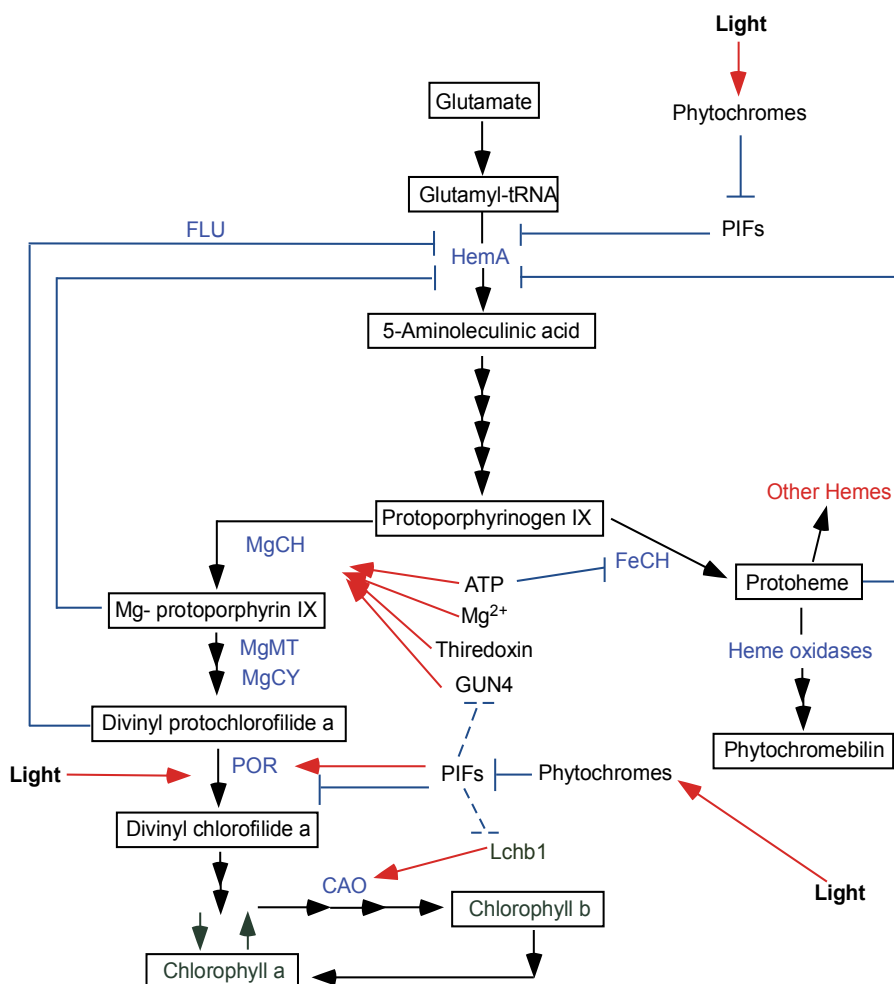 Light
Glutamate
Phytochromes
Glutamyl-tRNA
FLU
PIFs
HemA
5-Aminoleculinic acid
Other Hemes
Protoporphyrinogen IX
MgCH
FeCH
ATP
Protoheme
Mg- protoporphyrin IX
Mg2+
MgMT
Thiredoxin
Heme oxidases
MgCY
GUN4
Divinyl protochlorofilide a
Phytochromebilin
Light
POR
PIFs
Phytochromes
Divinyl chlorofilide a
Lchb1
CAO
Light
Chlorophyll b
Chlorophyll a